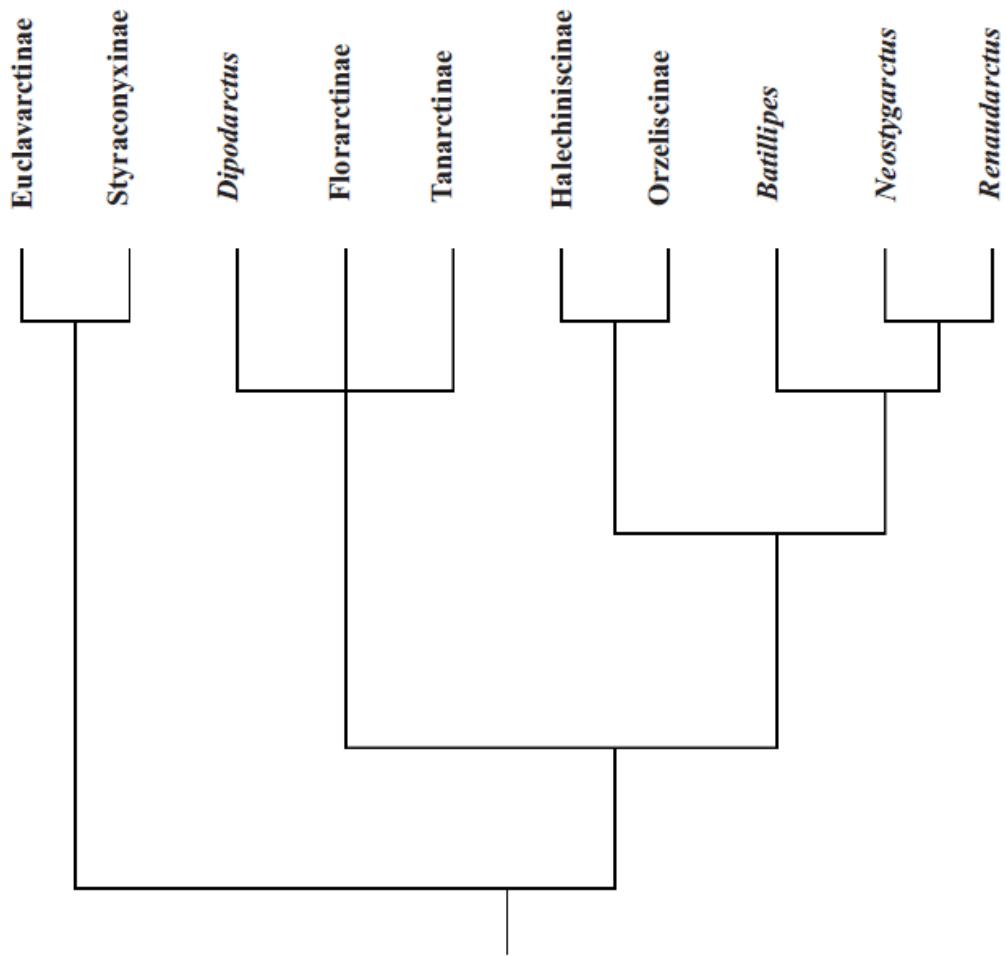 Euclavarctinae
Styraconyxinae
Dipodarctus
Florarctinae
Tanarctinae
Halechiniscinae
Orzeliscinae
Batillipes
Neostygarctus
Renaudarctus